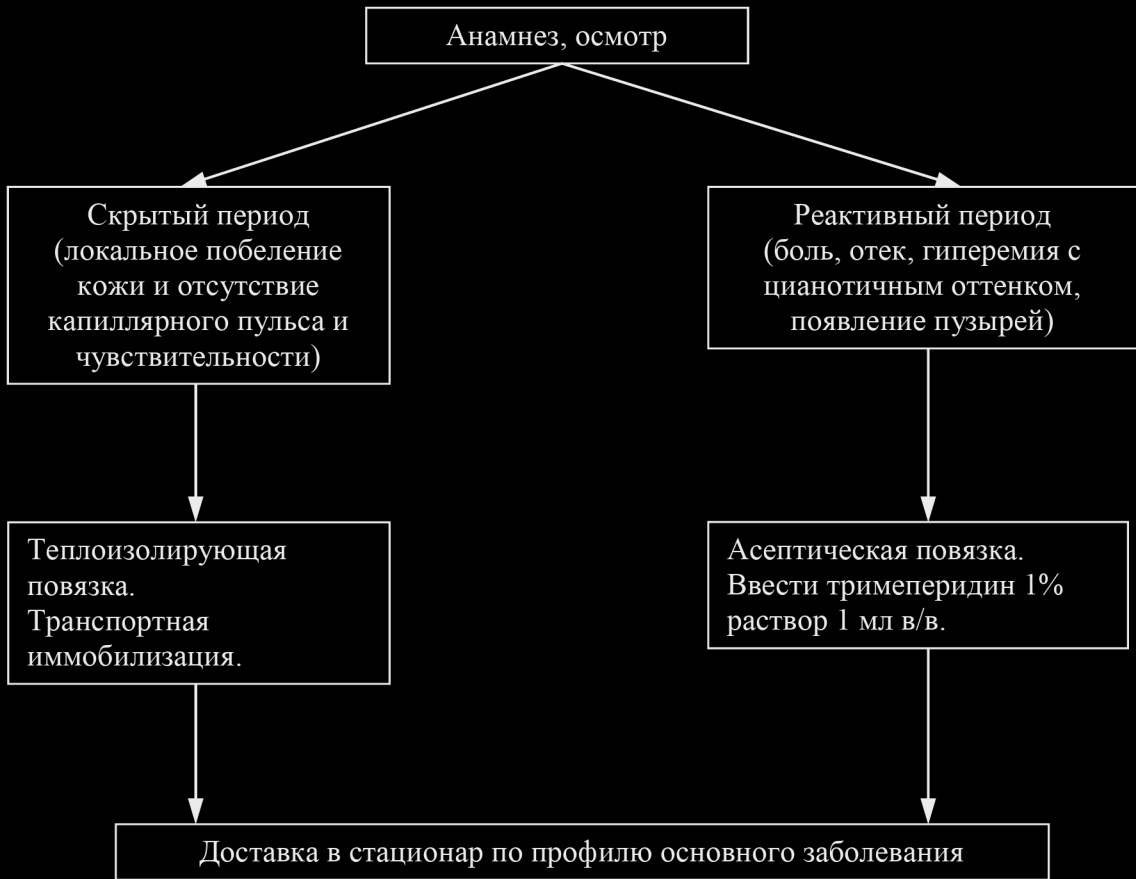 Анамнез, осмотр
Скрытый период
(локальное побеление
кожи и отсутствие
капиллярного пульса и
чувствительности)
Реактивный период
(боль, отек, гиперемия с
цианотичным оттенком,
появление пузырей)
Теплоизолирующая
повязка.
Транспортная
иммобилизация.
Асептическая повязка.
Ввести тримеперидин 1%
раствор 1 мл в/в.
Доставка в стационар по профилю основного заболевания